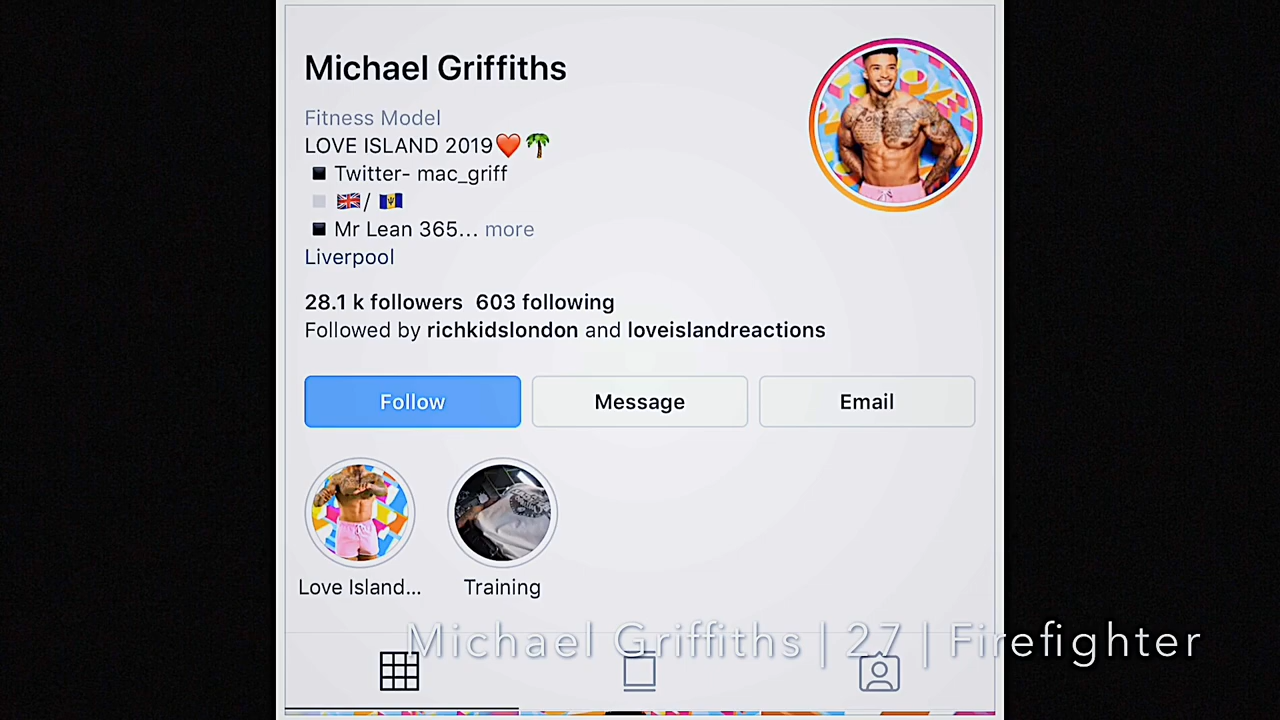 Michael Griffiths
Fitness Model
LOVE ISLAND 2019❤️🌴
◾ Twitter- mac_griff
◽ 🇬🇧/ 🇧🇧
◾ Mr Lean 365... more
Liverpool
28.1 k followers 603 following
Followed by richkidslondon and loveislandreactions
Follow Message Email
Love Island... Training
Michael Griffiths | 27 | Firefighter